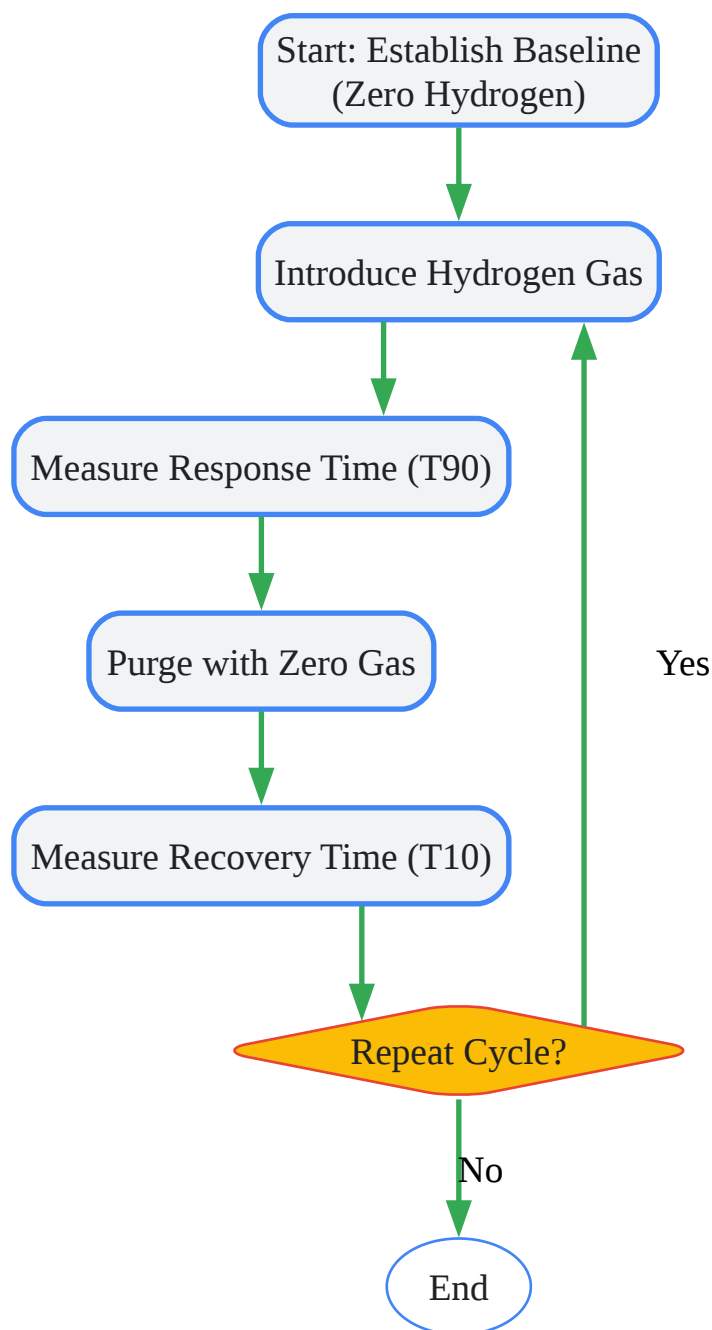 Start: Establish Baseline
(Zero Hydrogen)
Introduce Hydrogen Gas
Measure Response Time (T90)
Purge with Zero Gas
Yes
Measure Recovery Time (T10)
Repeat Cycle?
No
End